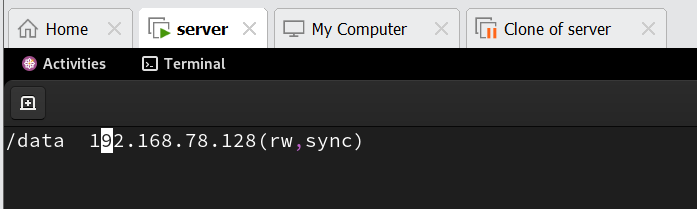 Home server My Computer Clone of server
Activities Terminal
/data 192.168.78.128(rw,sync)